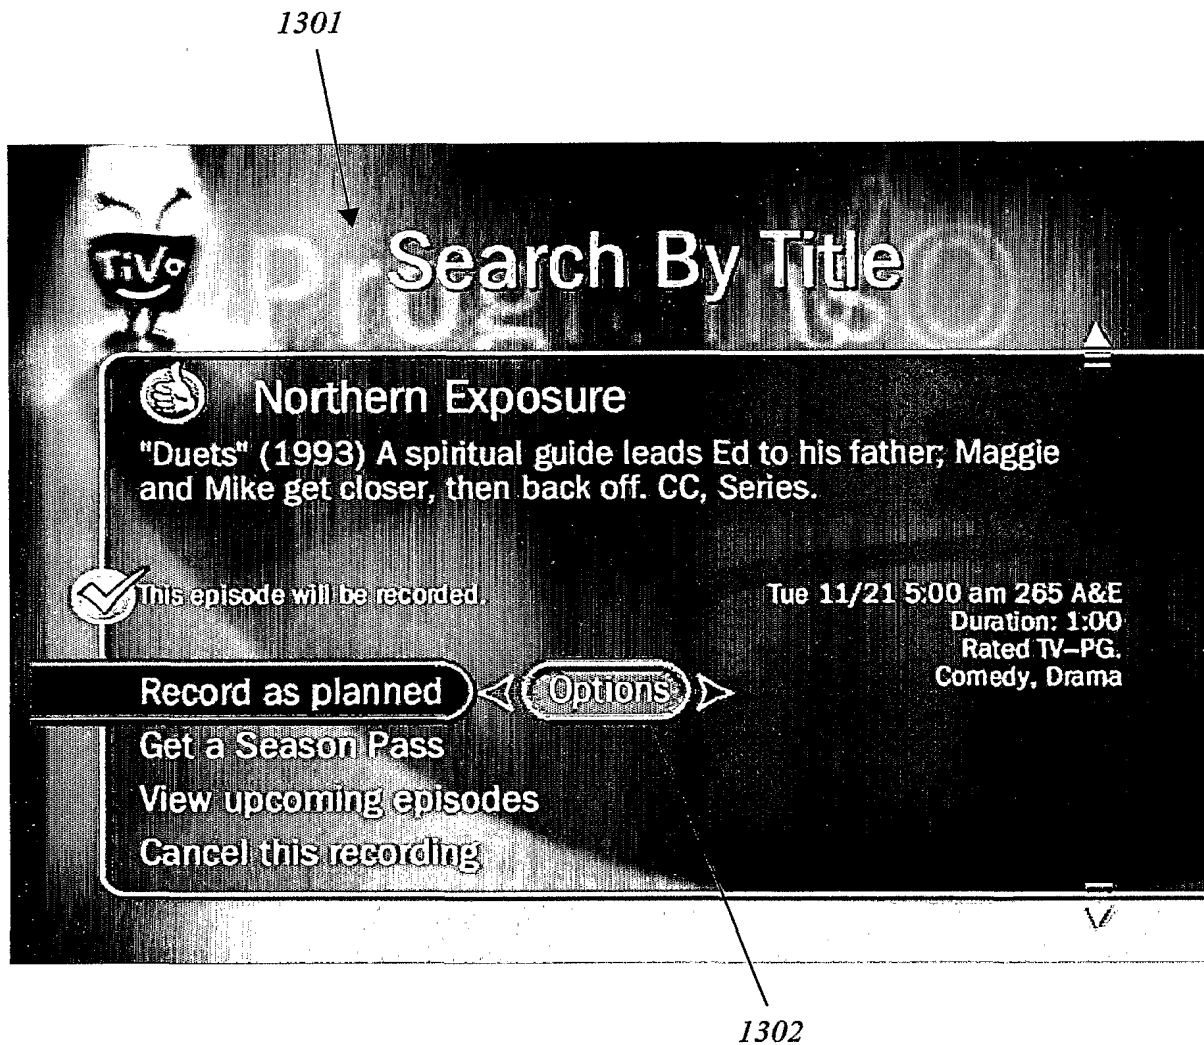 1301
TiVo
Search By Title
Northern Exposure
"Duets" (1993) A spiritual guide leads Ed to his father; Maggie
and Mike get closer, then back off. CC, Series.
This episode will be recorded.
Tue 11/21 5:00 am 265 A&E
Duration: 1:00
Rated TV–PG.
Comedy, Drama
Record as planned
Options
Get a Season Pass
View upcoming episodes
Cancel this recording
1302